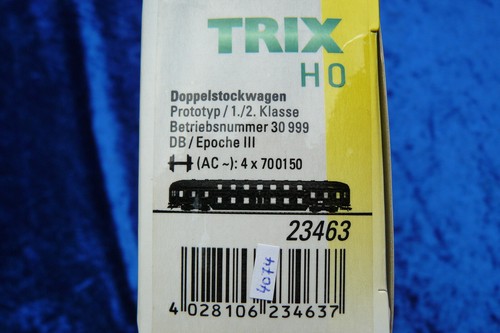 TRIX
H0
Doppelstockwagen
Prototyp / 1./2. Klasse
Betriebsnummer 30 999
DB / Epoche III
(AC ~): 4 x 700150
23463
4074
4 028106 234637